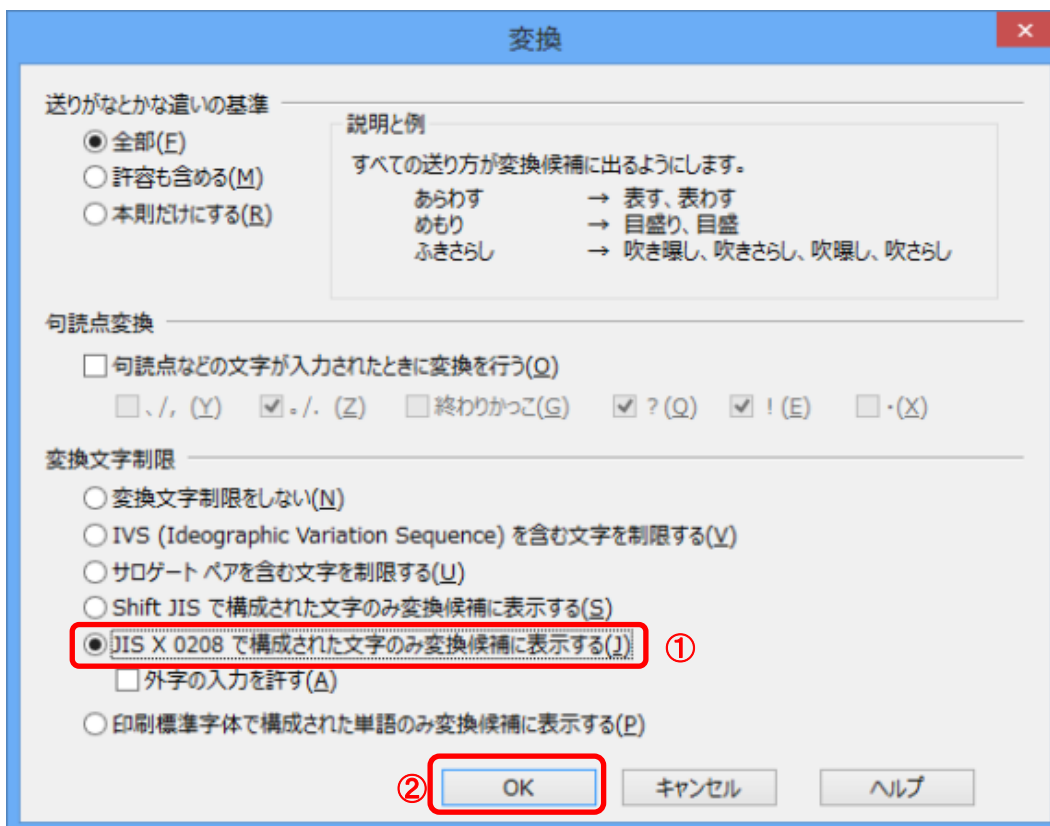 変換
送りがなとかな遣いの基準
全部(F)
許容も含める(M)
本則だけにする(R)
説明と例
すべての送り方が変換候補に出るようにします。
あらわす → 表す、表わす
めもり → 目盛り、目盛
ふきさらし → 吹き曝し、吹きさらし、吹曝し、吹さらし
句読点変換
句読点などの文字が入力されたときに変換を行う(O)
、/, (Y) 。/. (Z) 終わりかっこ(G) ? (Q) ! (E) ・(X)
変換文字制限
変換文字制限をしない(N)
IVS (Ideographic Variation Sequence) を含む文字を制限する(V)
サロゲート ペアを含む文字を制限する(U)
Shift JIS で構成された文字のみ変換候補に表示する(S)
JIS X 0208 で構成された文字のみ変換候補に表示する(J) ①
外字の入力を許す(A)
印刷標準字体で構成された単語のみ変換候補に表示する(P)
② OK キャンセル ヘルプ